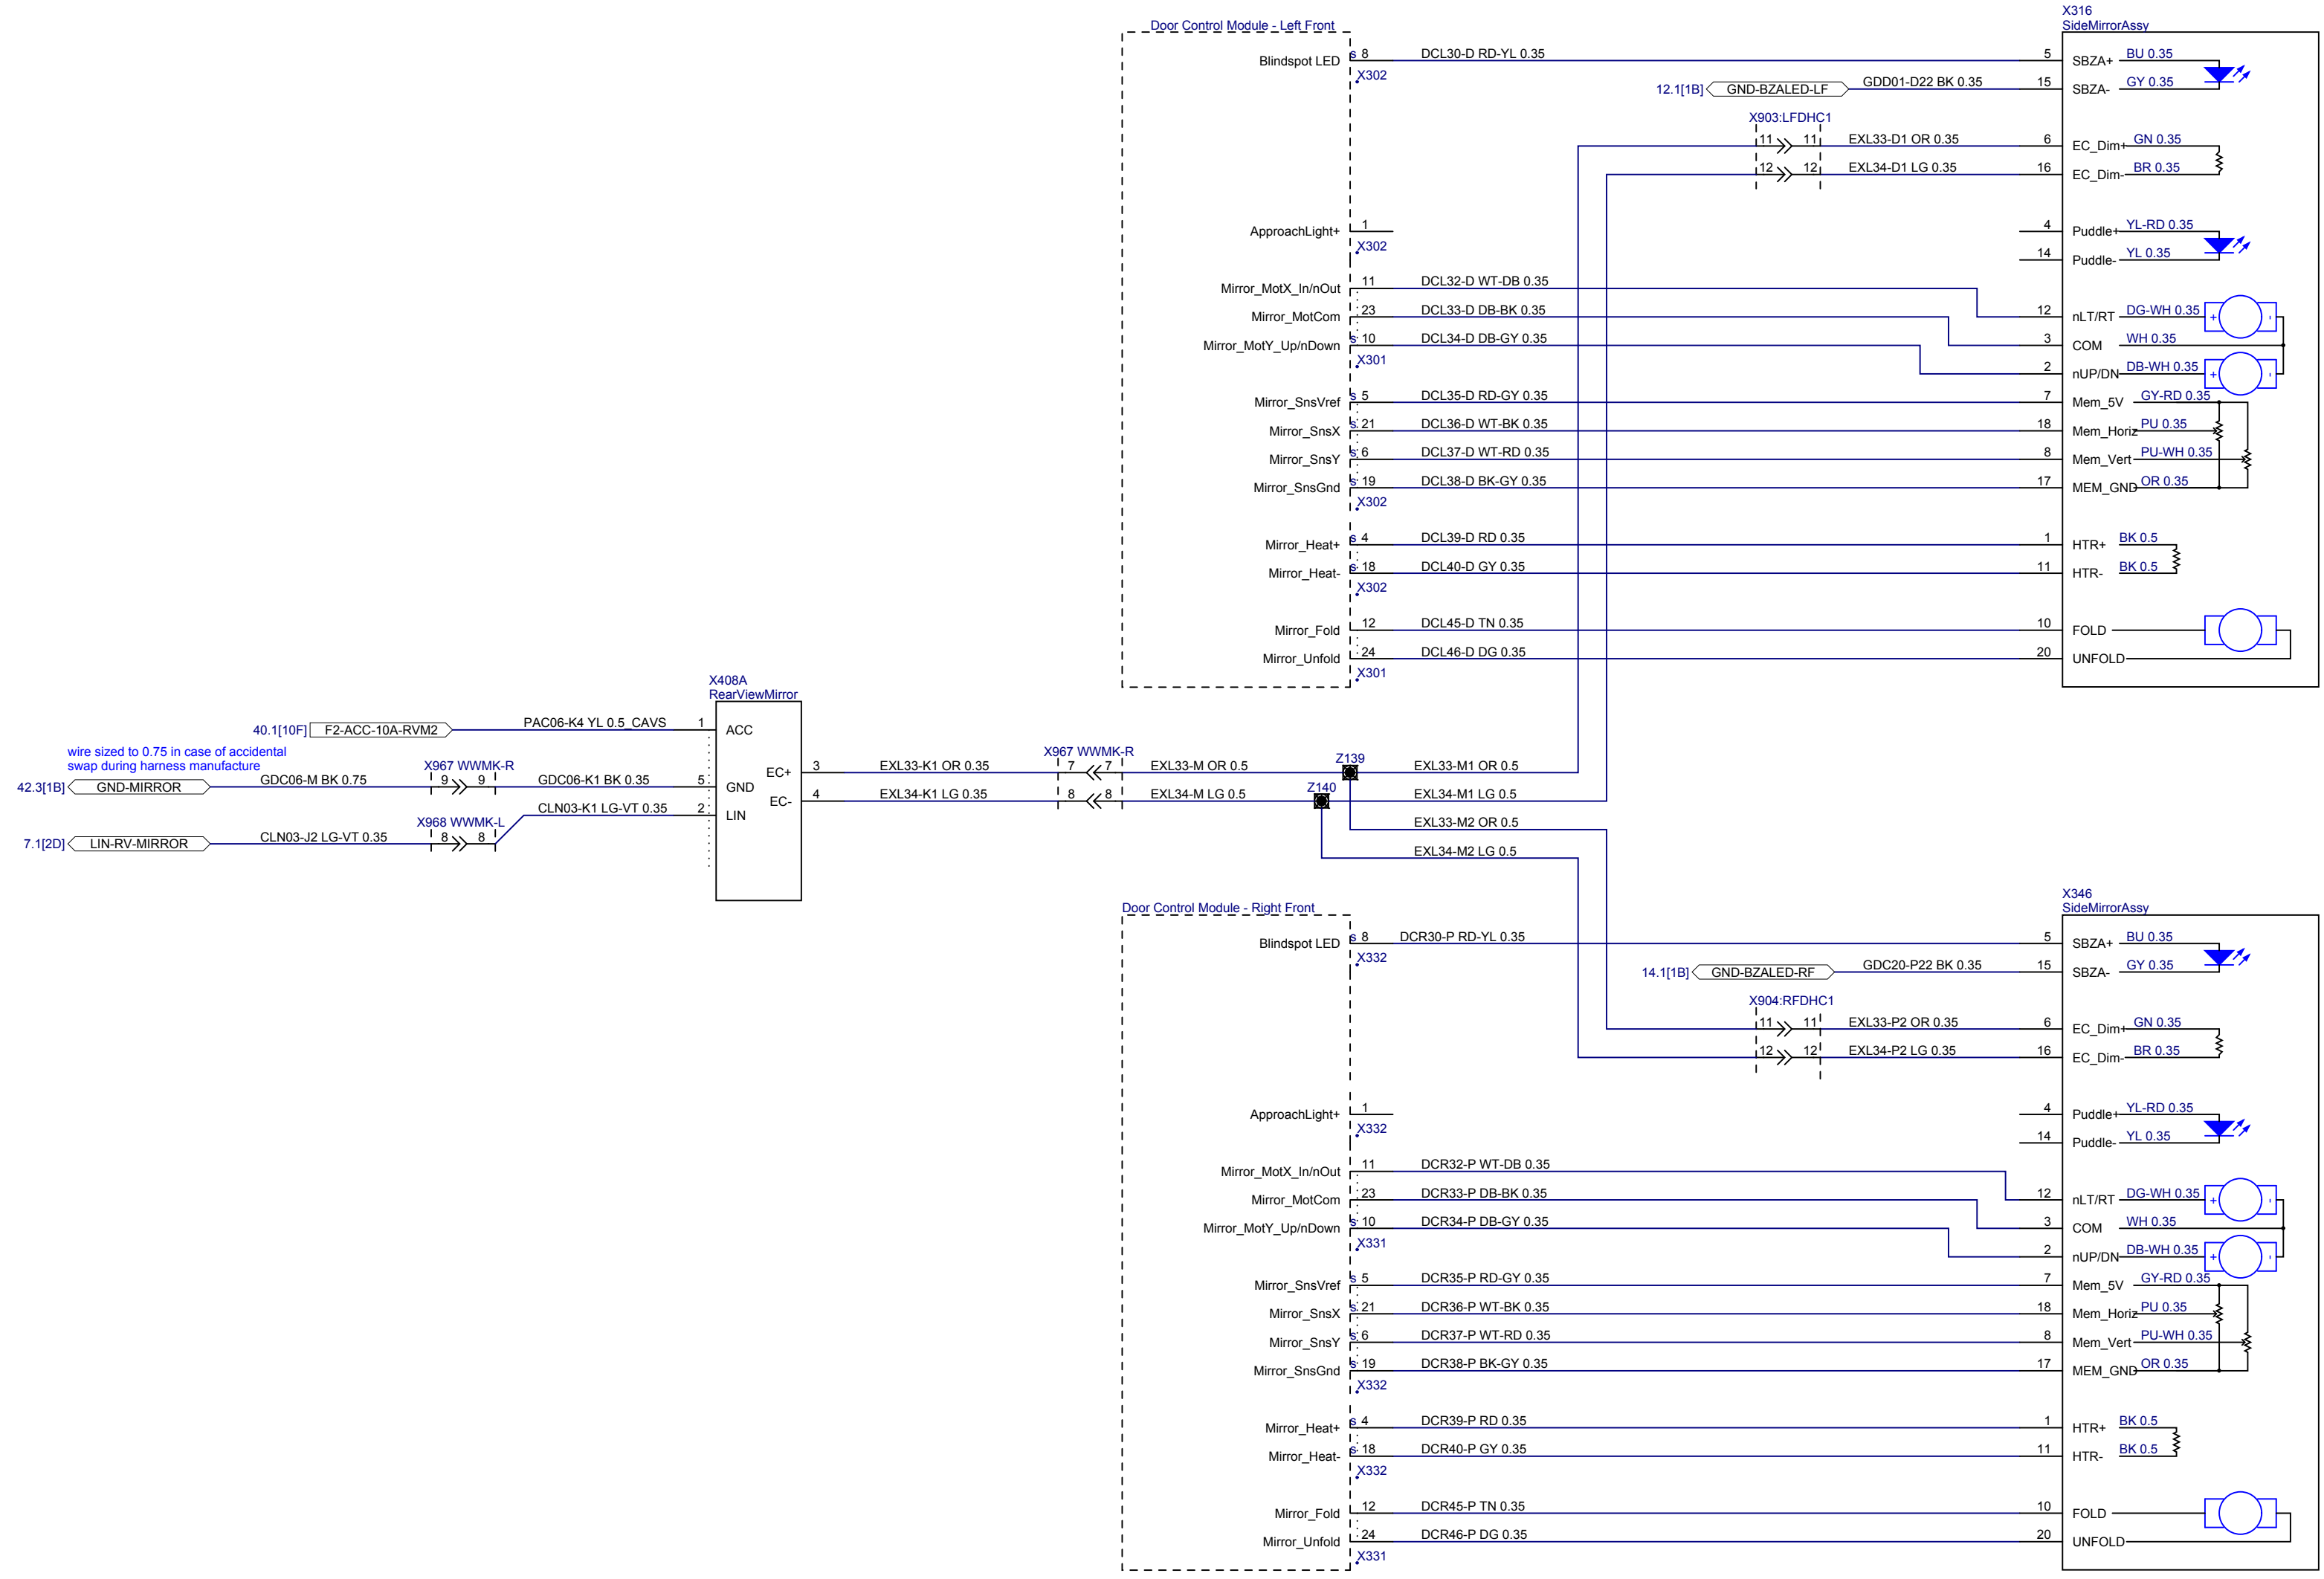 Door Control Module - Left Front
X316
SideMirrorAssy
Blindspot LED s 8 DCL30-D RD-YL 0.35 5 SBZA+ BU 0.35
X302
12.1[1B] GND-BZALED-LF GDD01-D22 BK 0.35 15 SBZA- GY 0.35
X903:LFDHC1
11 11 EXL33-D1 OR 0.35 6 EC_Dim+ GN 0.35
12 12 EXL34-D1 LG 0.35 16 EC_Dim- BR 0.35
ApproachLight+ 1 4 Puddle+ YL-RD 0.35
X302
14 Puddle- YL 0.35
Mirror_MotX_In/nOut 11 DCL32-D WT-DB 0.35
Mirror_MotCom 23 DCL33-D DB-BK 0.35 12 nLT/RT DG-WH 0.35 + -
Mirror_MotY_Up/nDown s 10 DCL34-D DB-GY 0.35 3 COM WH 0.35
X301
2 nUP/DN DB-WH 0.35 + -
Mirror_SnsVref s 5 DCL35-D RD-GY 0.35 7 Mem_5V GY-RD 0.35
Mirror_SnsX s 21 DCL36-D WT-BK 0.35 18 Mem_Horiz PU 0.35
Mirror_SnsY s 6 DCL37-D WT-RD 0.35 8 Mem_Vert PU-WH 0.35
Mirror_SnsGnd s 19 DCL38-D BK-GY 0.35 17 MEM_GND OR 0.35
X302
Mirror_Heat+ s 4 DCL39-D RD 0.35 1 HTR+ BK 0.5
Mirror_Heat- s 18 DCL40-D GY 0.35 11 HTR- BK 0.5
X302
Mirror_Fold 12 DCL45-D TN 0.35 10 FOLD
Mirror_Unfold 24 DCL46-D DG 0.35 20 UNFOLD
X301
X408A
RearViewMirror
40.1[10F] F2-ACC-10A-RVM2 PAC06-K4 YL 0.5_CAVS 1 ACC
wire sized to 0.75 in case of accidental
swap during harness manufacture
X967 WWMK-R
42.3[1B] GND-MIRROR GDC06-M BK 0.75 9 9 GDC06-K1 BK 0.35 5 GND
CLN03-K1 LG-VT 0.35 2 LIN
X968 WWMK-L
7.1[2D] LIN-RV-MIRROR CLN03-J2 LG-VT 0.35 8 8
X967 WWMK-R
Z139
EC+ 3 EXL33-K1 OR 0.35 7 7 EXL33-M OR 0.5 EXL33-M1 OR 0.5
Z140
EC- 4 EXL34-K1 LG 0.35 8 8 EXL34-M LG 0.5 EXL34-M1 LG 0.5
EXL33-M2 OR 0.5
EXL34-M2 LG 0.5
Door Control Module - Right Front
X346
SideMirrorAssy
Blindspot LED s 8 DCR30-P RD-YL 0.35 5 SBZA+ BU 0.35
X332
14.1[1B] GND-BZALED-RF GDC20-P22 BK 0.35 15 SBZA- GY 0.35
X904:RFDHC1
11 11 EXL33-P2 OR 0.35 6 EC_Dim+ GN 0.35
12 12 EXL34-P2 LG 0.35 16 EC_Dim- BR 0.35
ApproachLight+ 1 4 Puddle+ YL-RD 0.35
X332
14 Puddle- YL 0.35
Mirror_MotX_In/nOut 11 DCR32-P WT-DB 0.35
Mirror_MotCom 23 DCR33-P DB-BK 0.35 12 nLT/RT DG-WH 0.35 + -
Mirror_MotY_Up/nDown s 10 DCR34-P DB-GY 0.35 3 COM WH 0.35
X331
2 nUP/DN DB-WH 0.35 + -
Mirror_SnsVref s 5 DCR35-P RD-GY 0.35 7 Mem_5V GY-RD 0.35
Mirror_SnsX s 21 DCR36-P WT-BK 0.35 18 Mem_Horiz PU 0.35
Mirror_SnsY s 6 DCR37-P WT-RD 0.35 8 Mem_Vert PU-WH 0.35
Mirror_SnsGnd s 19 DCR38-P BK-GY 0.35 17 MEM_GND OR 0.35
X332
Mirror_Heat+ s 4 DCR39-P RD 0.35 1 HTR+ BK 0.5
Mirror_Heat- s 18 DCR40-P GY 0.35 11 HTR- BK 0.5
X332
Mirror_Fold 12 DCR45-P TN 0.35 10 FOLD
Mirror_Unfold 24 DCR46-P DG 0.35 20 UNFOLD
X331